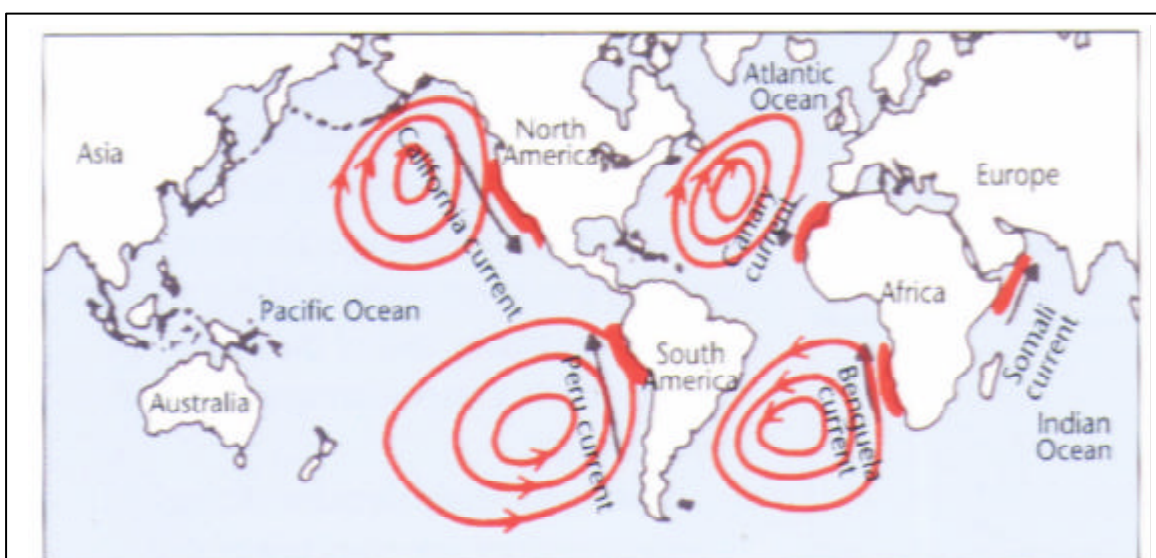 Atlantic
Ocean
North
America
Asia
California current
Canary
current
Europe
Pacific Ocean
Africa
Somali
current
South
America
Peru current
Benguela
current
Australia
Indian
Ocean